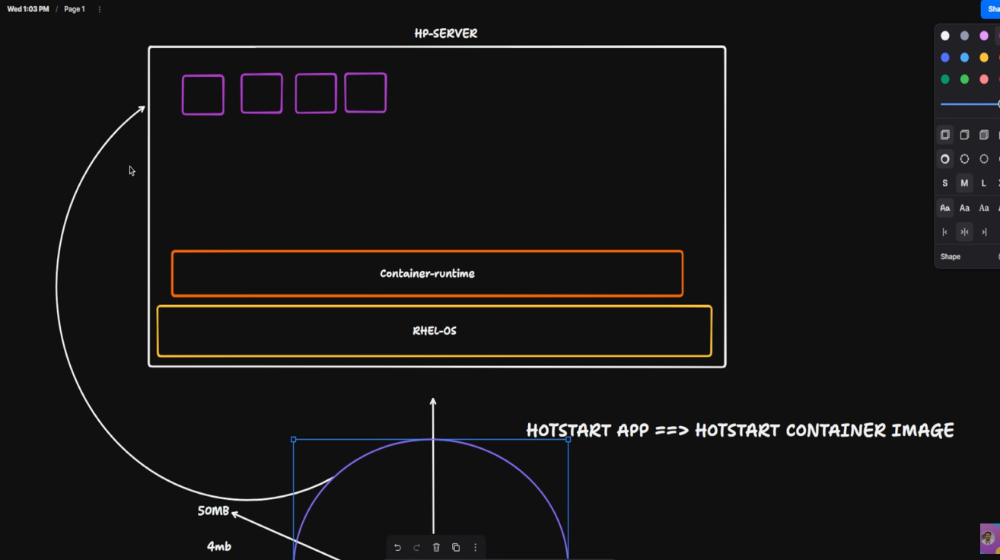 Wed 1:03 PM / Page 1
Sha
HP-SERVER
S M L
Aa Aa Aa
Container-runtime
Shape
RHEL-OS
HOTSTART APP ==> HOTSTART CONTAINER IMAGE
50MB
4mb